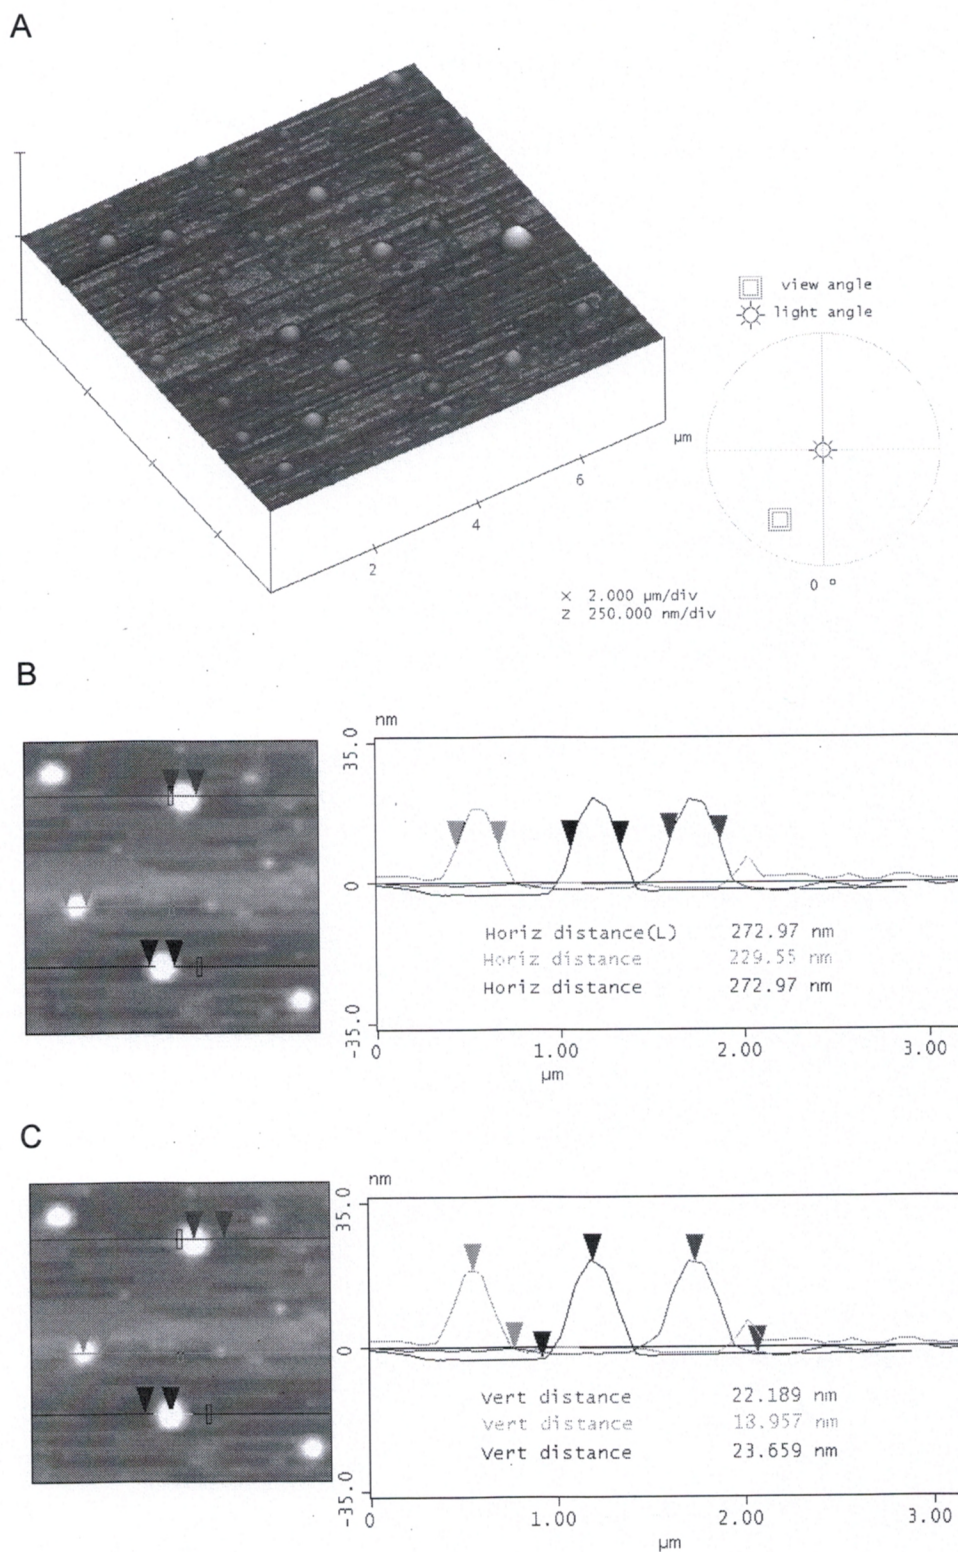 A
view angle
light angle
µm
6
4
2
0 °
X 2.000 µm/div
Z 250.000 nm/div
B
nm
35.0
0
-35.0
Horiz distance(L) 272.97 nm
Horiz distance 229.55 nm
Horiz distance 272.97 nm
0 1.00 2.00 3.00
µm
C
nm
35.0
0
-35.0
Vert distance 22.189 nm
Vert distance 18.957 nm
Vert distance 23.659 nm
0 1.00 2.00 3.00
µm